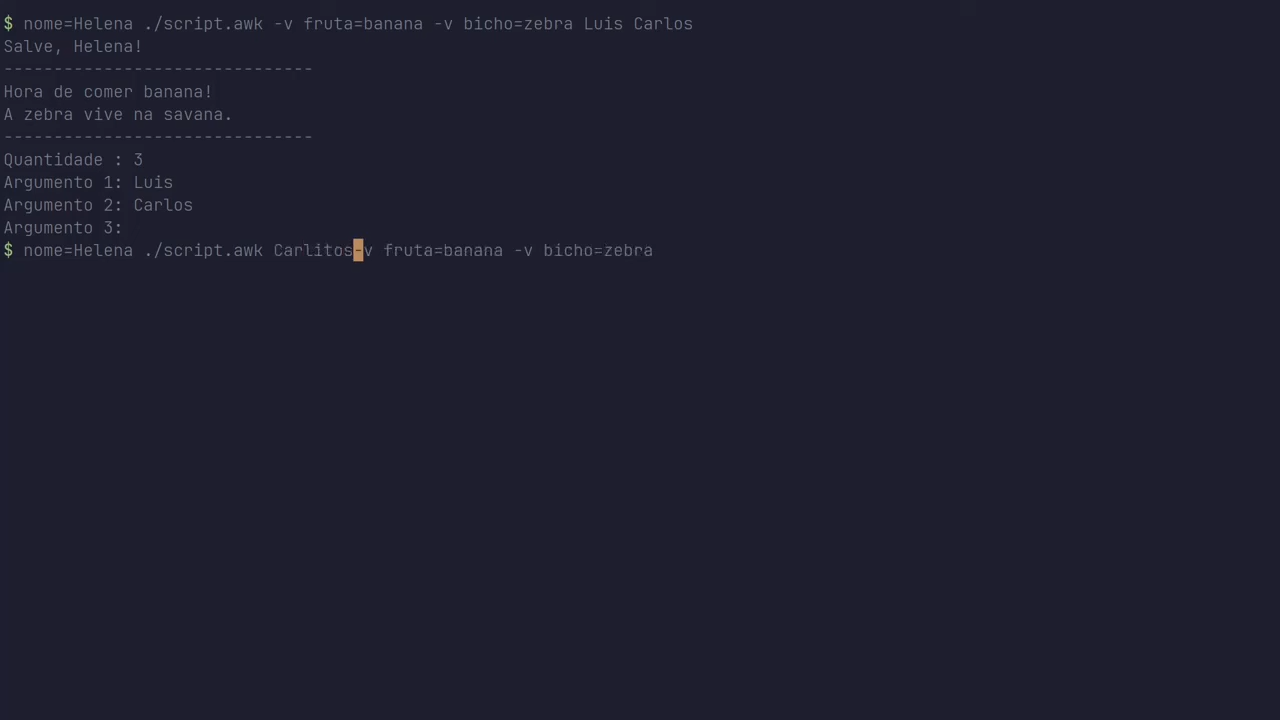 $ nome=Helena ./script.awk -v fruta=banana -v bicho=zebra Luis Carlos
Salve, Helena!
-------------------------------
Hora de comer banana!
A zebra vive na savana.
-------------------------------
Quantidade : 3
Argumento 1: Luis
Argumento 2: Carlos
Argumento 3:
$ nome=Helena ./script.awk Carlitos-v fruta=banana -v bicho=zebra